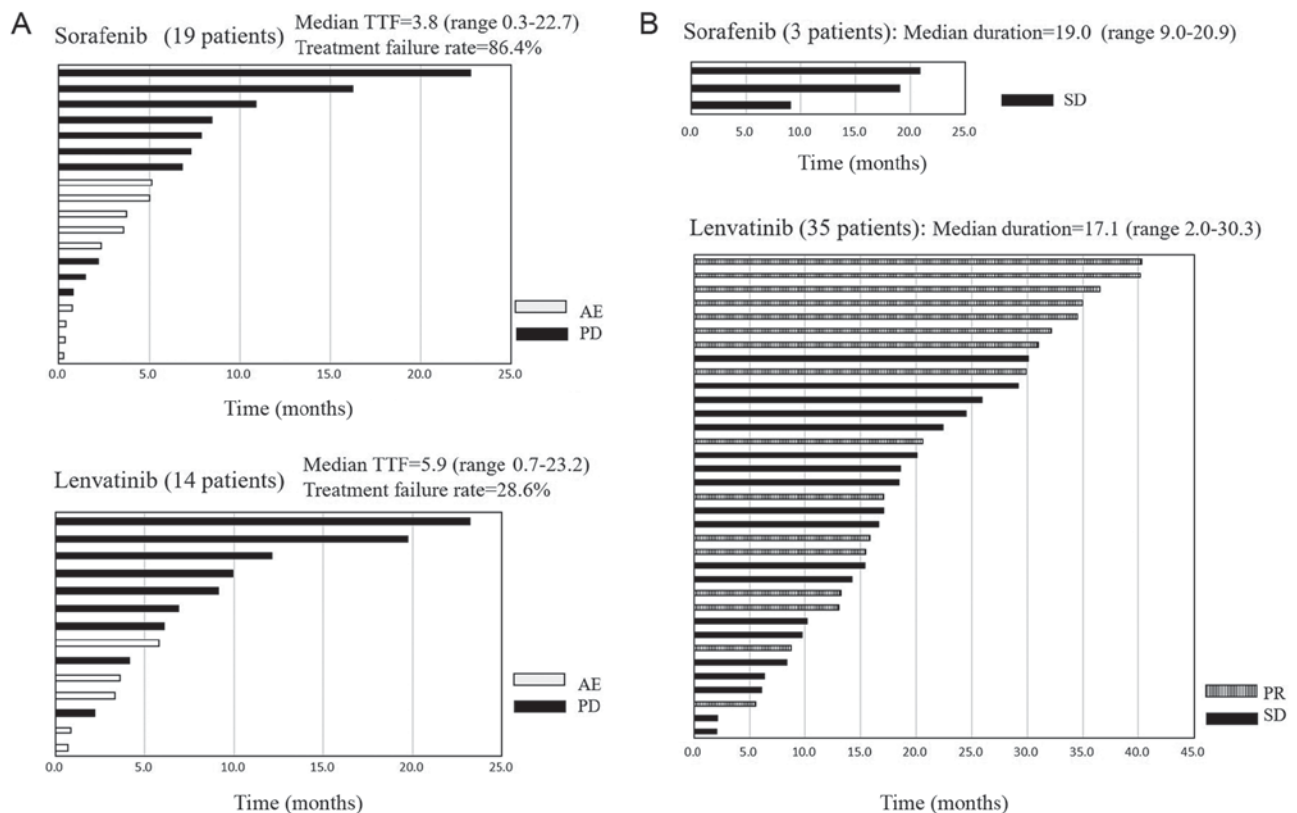 A
Sorafenib (19 patients)
Median TTF=3.8 (range 0.3-22.7)
Treatment failure rate=86.4%
AE
PD
0.0 5.0 10.0 15.0 20.0 25.0
Time (months)
Lenvatinib (14 patients)
Median TTF=5.9 (range 0.7-23.2)
Treatment failure rate=28.6%
AE
PD
0.0 5.0 10.0 15.0 20.0 25.0
Time (months)
B
Sorafenib (3 patients): Median duration=19.0 (range 9.0-20.9)
SD
0.0 5.0 10.0 15.0 20.0 25.0
Time (months)
Lenvatinib (35 patients): Median duration=17.1 (range 2.0-30.3)
PR
SD
0.0 5.0 10.0 15.0 20.0 25.0 30.0 35.0 40.0 45.0
Time (months)